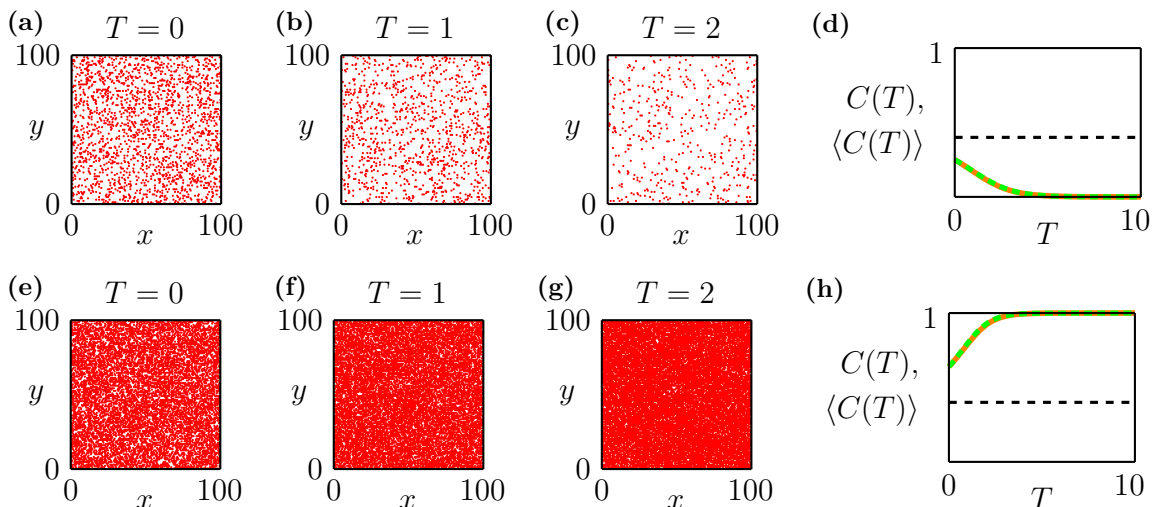 (a) T = 0
100
y
0
0 x 100
(b) T = 1
100
y
0
0 x 100
(c) T = 2
100
y
0
0 x 100
(d)
1
C(T),
⟨C(T)⟩
0 T 10
(e) T = 0
100
y
0
0 x 100
(f) T = 1
100
y
0
0 x 100
(g) T = 2
100
y
0
0 x 100
(h)
1
C(T),
⟨C(T)⟩
0 T 10